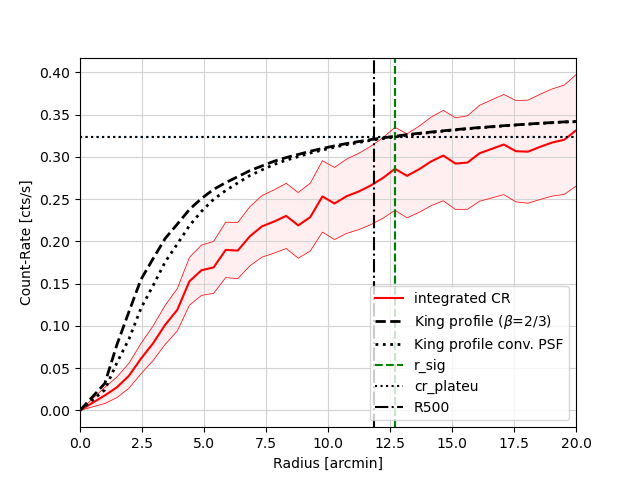 0.40
0.35
0.30
0.25
0.20
0.15
0.10
0.05
0.00
Count-Rate [cts/s]
integrated CR
King profile (β=2/3)
King profile conv. PSF
r_sig
cr_plateu
R500
0.0 2.5 5.0 7.5 10.0 12.5 15.0 17.5 20.0
Radius [arcmin]